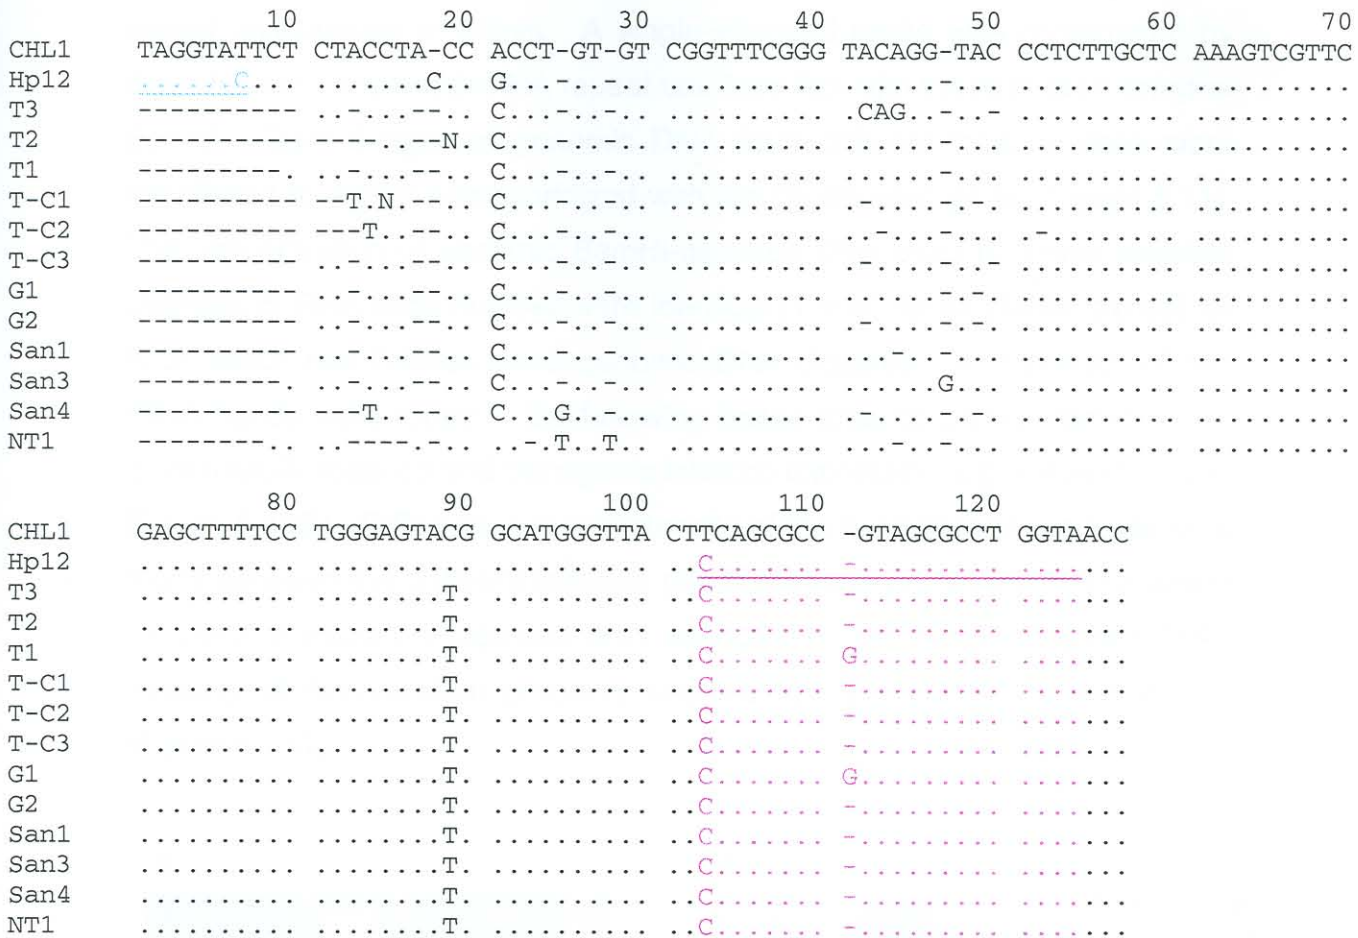 10 20 30 40 50 60 70
CHL1 TAGGTATTCT CTACCTA-CC ACCT-GT-GT CGGTTTCGGG TACAGG-TAC CCTCTTGCTC AAAGTCGTTC
Hp12 ......C... .......C.. G...-..-.. .......... ......-... .......... ..........
T3 ---------- ..-...--.. C...-..-.. .......... .CAG..-..- .......... ..........
T2 ---------- ----..--N. C...-..-.. .......... ......-... .......... ..........
T1 ---------. ..-...--.. C...-..-.. .......... ......-... .......... ..........
T-C1 ---------- --T.N.--.. C...-..-.. .......... .-....-.-. .......... ..........
T-C2 ---------- ---T..--.. C...-..-.. .......... ..-...-... .-........ ..........
T-C3 ---------- ..-...--.. C...-..-.. .......... .-....-..- .......... ..........
G1 ---------- ..-...--.. C...-..-.. .......... ......-.-. .......... ..........
G2 ---------- ..-...--.. C...-..-.. .......... .-....-.-. .......... ..........
San1 ---------- ..-...--.. C...-..-.. .......... ...-..-... .......... ..........
San3 ---------. ..-...--.. C...-..-.. .......... ......G... .......... ..........
San4 ---------- ---T..--.. C...G..-.. .......... .-....-.-. .......... ..........
NT1 --------.. ..----.-.. ..-.T..T.. .......... ...-..-... .......... ..........
80 90 100 110 120
CHL1 GAGCTTTTCC TGGGAGTACG GCATGGGTTA CTTCAGCGCC -GTAGCGCCT GGTAACC
Hp12 .......... .......... .......... ..C....... -......... .......
T3 .......... ........T. .......... ..C....... -......... .......
T2 .......... ........T. .......... ..C....... -......... .......
T1 .......... ........T. .......... ..C....... G......... .......
T-C1 .......... ........T. .......... ..C....... -......... .......
T-C2 .......... ........T. .......... ..C....... -......... .......
T-C3 .......... ........T. .......... ..C....... -......... .......
G1 .......... ........T. .......... ..C....... G......... .......
G2 .......... ........T. .......... ..C....... -......... .......
San1 .......... ........T. .......... ..C....... -......... .......
San3 .......... ........T. .......... ..C....... -......... .......
San4 .......... ........T. .......... ..C....... -......... .......
NT1 .......... ........T. .......... ..C....... -......... .......